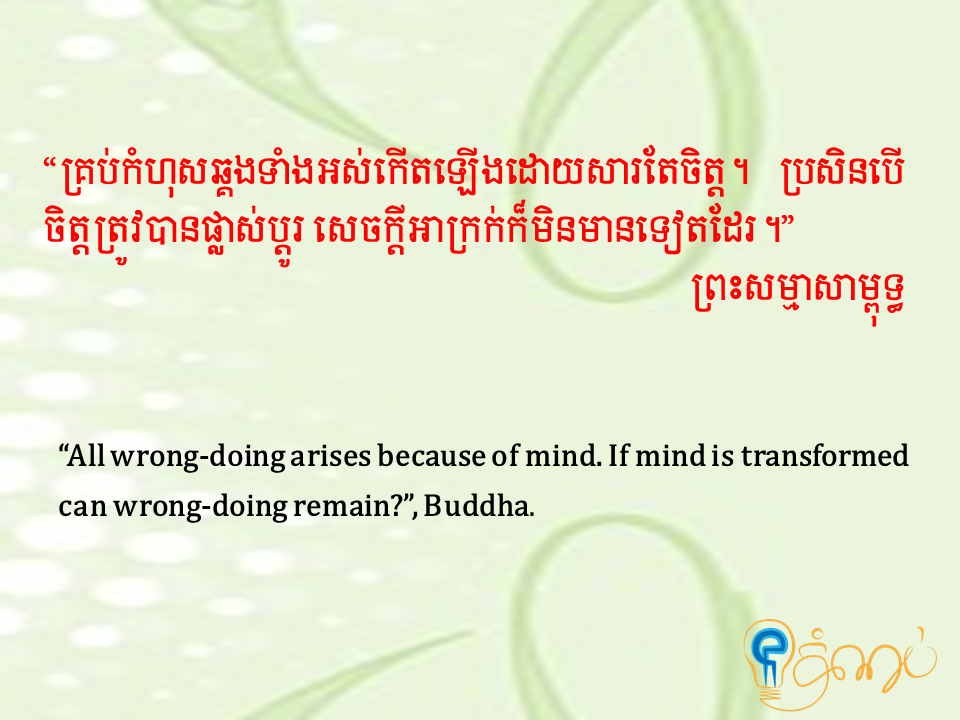 “គ្រប់កំហុសឆ្គងទាំងអស់កើតឡើងដោយសារតែចិត្ត។ ប្រសិនបើ
ចិត្តត្រូវបានផ្លាស់ប្តូរ សេចក្តីអាក្រក់ក៏មិនមានទៀតដែរ។”
ព្រះសម្មាសាម្ពុទ្ធ
“All wrong-doing arises because of mind. If mind is transformed
can wrong-doing remain?”, Buddha.